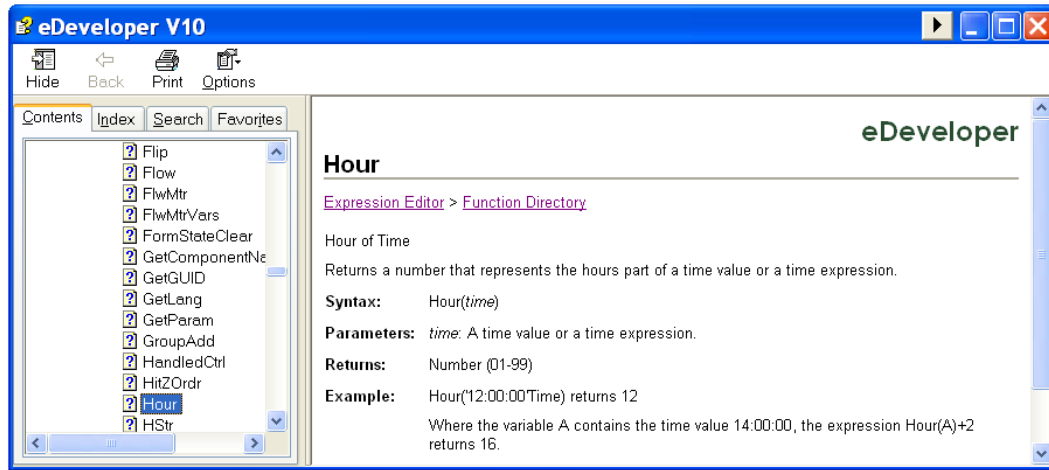 eDeveloper V10
Hide Back Print Options
Contents Index Search Favorites
Flip
Flow
FlwMtr
FlwMtrVars
FormStateClear
GetComponentNa
GetGUID
GetLang
GetParam
GroupAdd
HandledCtrl
HitZOrdr
Hour
HStr
eDeveloper
Hour
Expression Editor > Function Directory
Hour of Time
Returns a number that represents the hours part of a time value or a time expression.
Syntax: Hour(time)
Parameters: time: A time value or a time expression.
Returns: Number (01-99)
Example: Hour('12:00:00'Time) returns 12
Where the variable A contains the time value 14:00:00, the expression Hour(A)+2
returns 16.